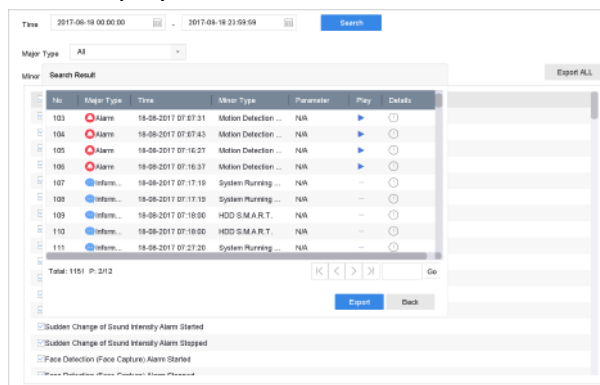 Time 2017-08-18 00:00:00 - 2017-08-18 23:59:59 Search
Major Type All
Minor Export ALL
Search Result
No Major Type Time Minor Type Parameter Play Details
103 Alarm 18-08-2017 07:07:31 Motion Detection ... N/A
104 Alarm 18-08-2017 07:07:43 Motion Detection ... N/A
105 Alarm 18-08-2017 07:16:27 Motion Detection ... N/A
106 Alarm 18-08-2017 07:16:37 Motion Detection ... N/A
107 Inform... 18-08-2017 07:17:19 System Running ... N/A —
108 Inform... 18-08-2017 07:17:19 System Running ... N/A —
109 Inform... 18-08-2017 07:18:00 HDD S.M.A.R.T. N/A —
110 Inform... 18-08-2017 07:18:00 HDD S.M.A.R.T. N/A —
111 Inform... 18-08-2017 07:27:20 System Running ... N/A —
Total: 1151 P: 2/12 Go
Export Back
Sudden Change of Sound Intensity Alarm Started
Sudden Change of Sound Intensity Alarm Stopped
Face Detection (Face Capture) Alarm Started
Face Detection (Face Capture) Alarm Stopped